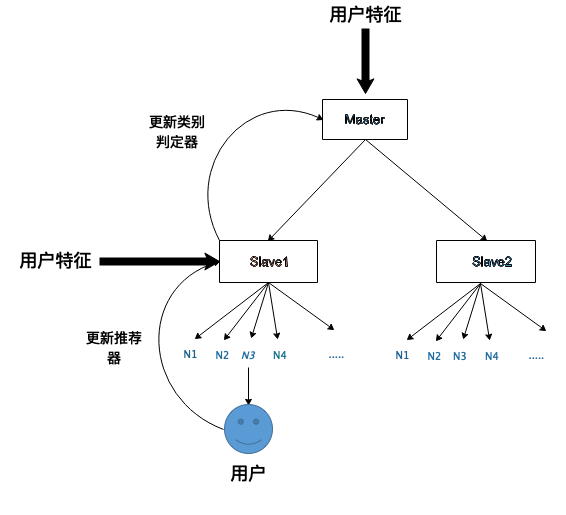 用户特征
更新类别
判定器
Master
用户特征
Slave1
Slave2
更新推荐
器
N1 N2 N3 N4 .....
N1 N2 N3 N4 .....
用户